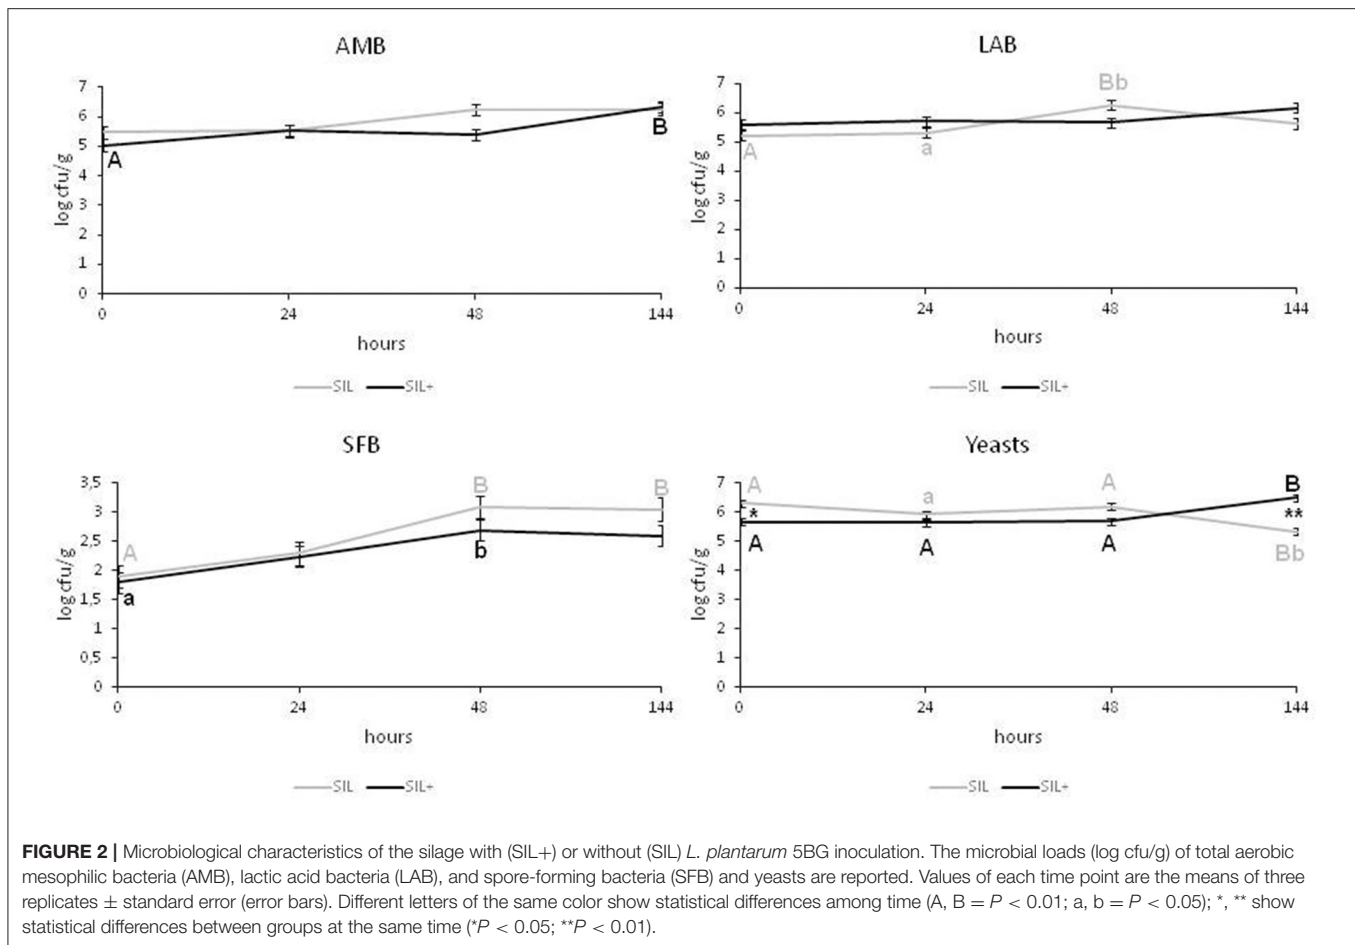 AMB
7
6
5
4
3
2
1
0
log cfu/g
A
B
0 24 48 144
hours
SIL SIL+
LAB
7
6
5
4
3
2
1
0
log cfu/g
A
a
Bb
0 24 48 144
hours
SIL SIL+
SFB
3,5
3
2,5
2
1,5
1
0,5
0
log cfu/g
A
a
B
b
B
0 24 48 144
hours
SIL SIL+
Yeasts
7
6
5
4
3
2
1
0
log cfu/g
A a A B
* **
A A A Bb
0 24 48 144
hours
SIL SIL+
FIGURE 2 | Microbiological characteristics of the silage with (SIL+) or without (SIL) L. plantarum 5BG inoculation. The microbial loads (log cfu/g) of total aerobic
mesophilic bacteria (AMB), lactic acid bacteria (LAB), and spore-forming bacteria (SFB) and yeasts are reported. Values of each time point are the means of three
replicates ± standard error (error bars). Different letters of the same color show statistical differences among time (A, B = P < 0.01; a, b = P < 0.05); *, ** show
statistical differences between groups at the same time (*P < 0.05; **P < 0.01).